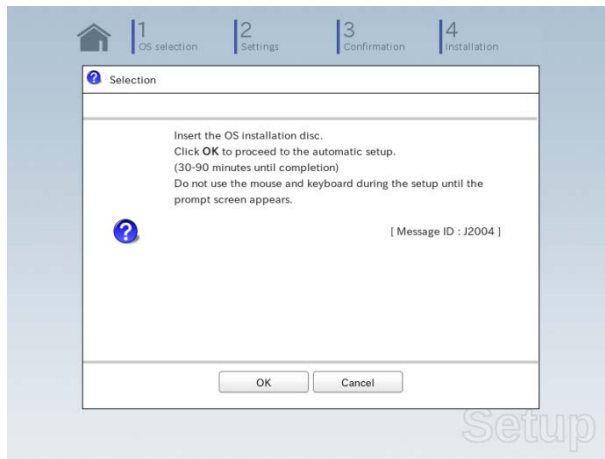 1
OS selection
2
Settings
3
Confirmation
4
Installation
Selection
Insert the OS installation disc.
Click OK to proceed to the automatic setup.
(30-90 minutes until completion)
Do not use the mouse and keyboard during the setup until the
prompt screen appears.
[ Message ID : J2004 ]
OK
Cancel
Setup